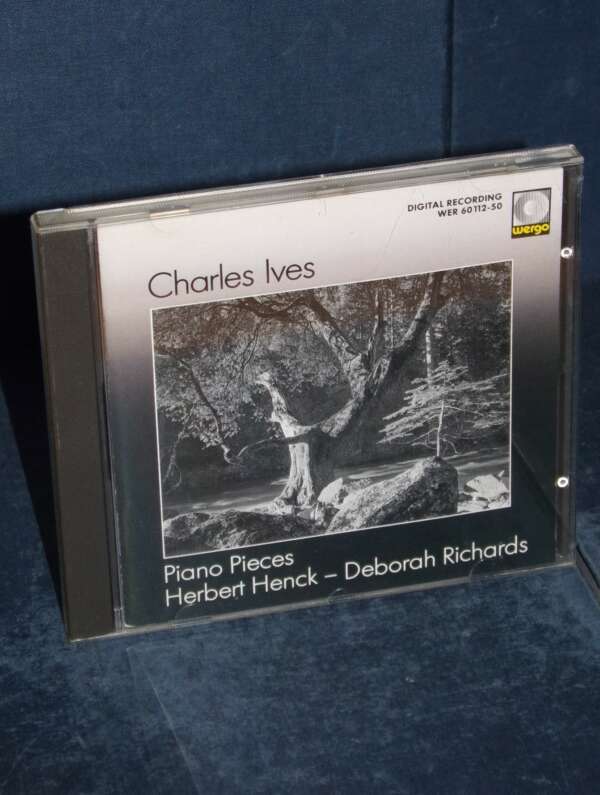 DIGITAL RECORDING
WER 60112-50
wergo
Charles Ives
Piano Pieces
Herbert Henck – Deborah Richards